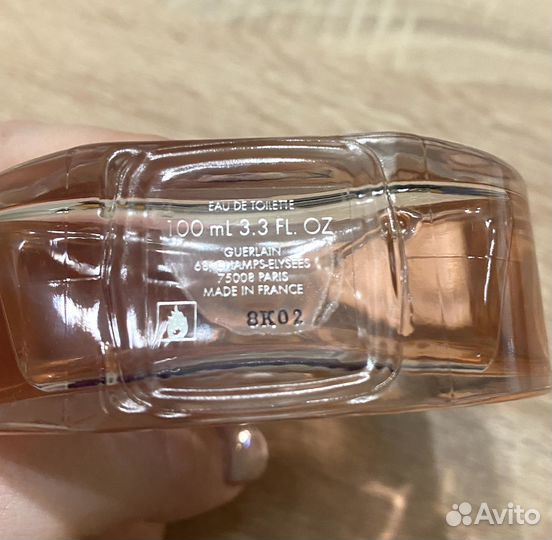 EAU DE TOILETTE
100 mL 3.3 FL. OZ
GUERLAIN
68, CHAMPS-ELYSÉES
75008 PARIS
MADE IN FRANCE
8K02
Avito